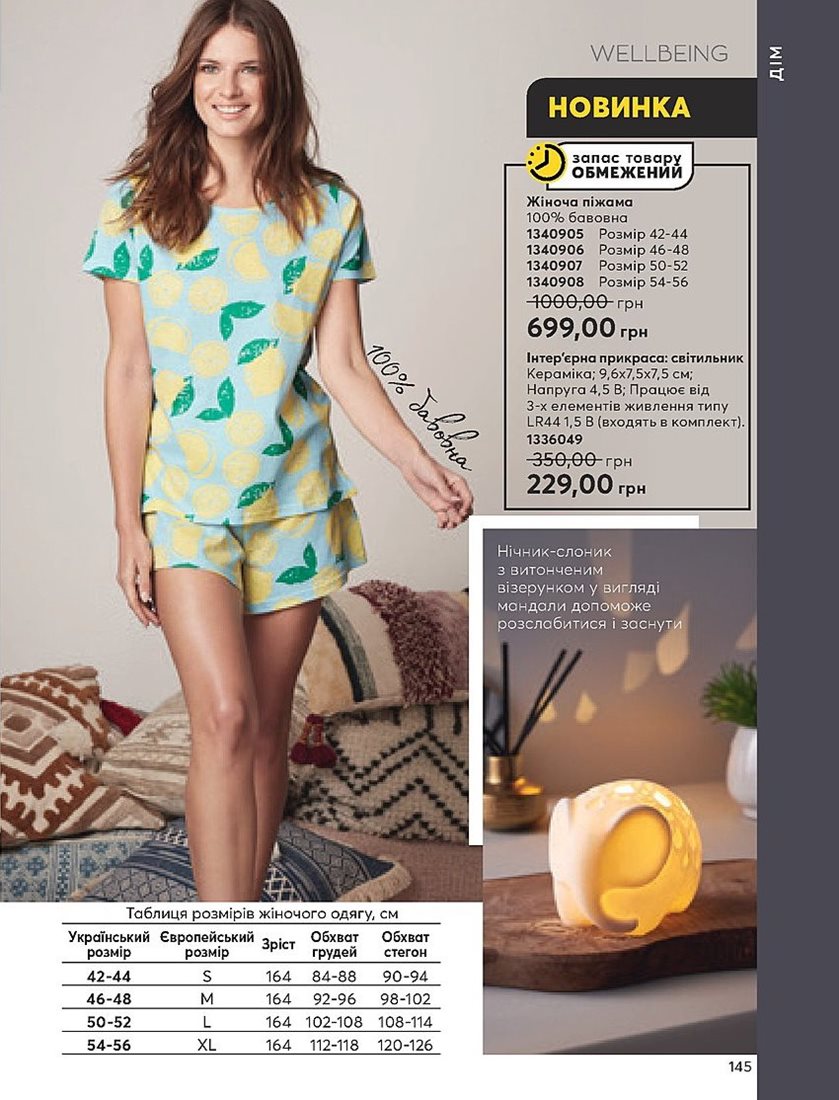 WELLBEING
ДІМ
НОВИНКА
запас товару
ОБМЕЖЕНИЙ
Жіноча піжама
100% бавовна
1340905 Розмір 42-44
1340906 Розмір 46-48
1340907 Розмір 50-52
1340908 Розмір 54-56
1000,00 грн
699,00 грн
Інтер'єрна прикраса: світильник
Кераміка; 9,6х7,5х7,5 см;
Напруга 4,5 В; Працює від
3-х елементів живлення типу
LR44 1,5 В (входять в комплект).
1336049
350,00 грн
229,00 грн
100% бавовна
Нічник-слоник
з витонченим
візерунком у вигляді
мандали допоможе
розслабитися і заснути
Таблиця розмірів жіночого одягу, см
Український розмір Європейський розмір Зріст Обхват грудей Обхват стегон
42-44 S 164 84-88 90-94
46-48 M 164 92-96 98-102
50-52 L 164 102-108 108-114
54-56 XL 164 112-118 120-126
145